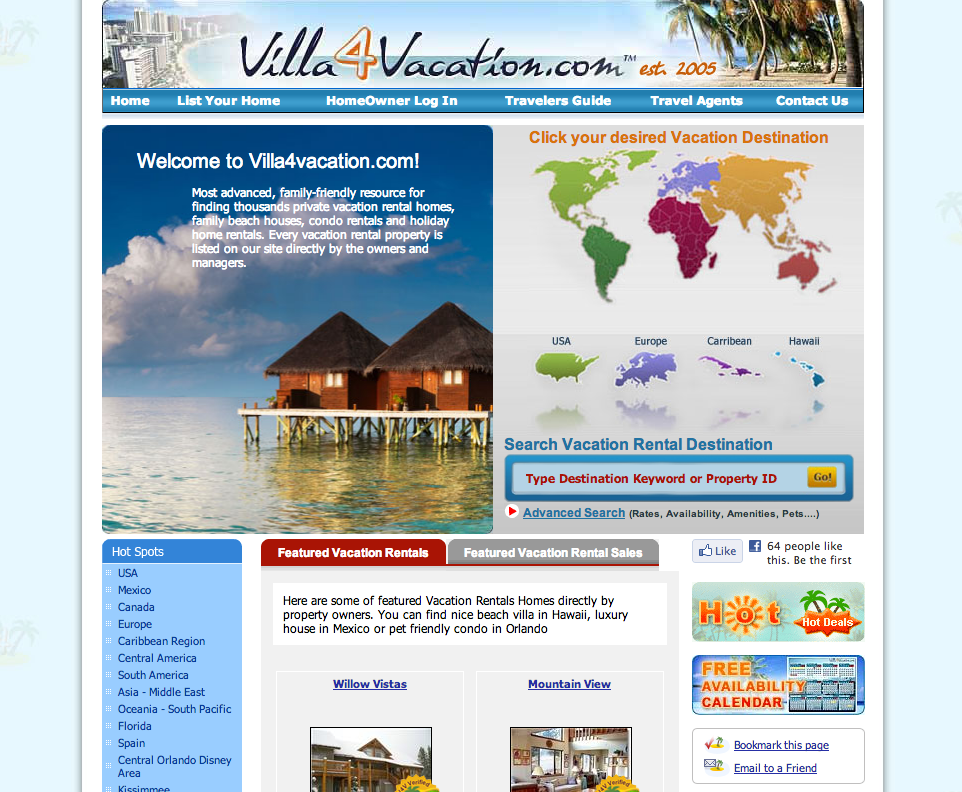 Villa4Vacation.com™ est. 2005
Home List Your Home HomeOwner Log In Travelers Guide Travel Agents Contact Us
Welcome to Villa4vacation.com!
Most advanced, family-friendly resource for
finding thousands private vacation rental homes,
family beach houses, condo rentals and holiday
home rentals. Every vacation rental property is
listed on our site directly by the owners and
managers.
Click your desired Vacation Destination
USA Europe Carribean Hawaii
Search Vacation Rental Destination
Type Destination Keyword or Property ID Go!
Advanced Search (Rates, Availability, Amenities, Pets....)
Hot Spots
USA
Mexico
Canada
Europe
Caribbean Region
Central America
South America
Asia - Middle East
Oceania - South Pacific
Florida
Spain
Central Orlando Disney
Area
Kissimmee
Featured Vacation Rentals Featured Vacation Rental Sales
Here are some of featured Vacation Rentals Homes directly by
property owners. You can find nice beach villa in Hawaii, luxury
house in Mexico or pet friendly condo in Orlando
Willow Vistas Mountain View
Like 64 people like
this. Be the first
Hot Hot Deals
FREE
AVAILABILITY
CALENDAR
Bookmark this page
Email to a Friend